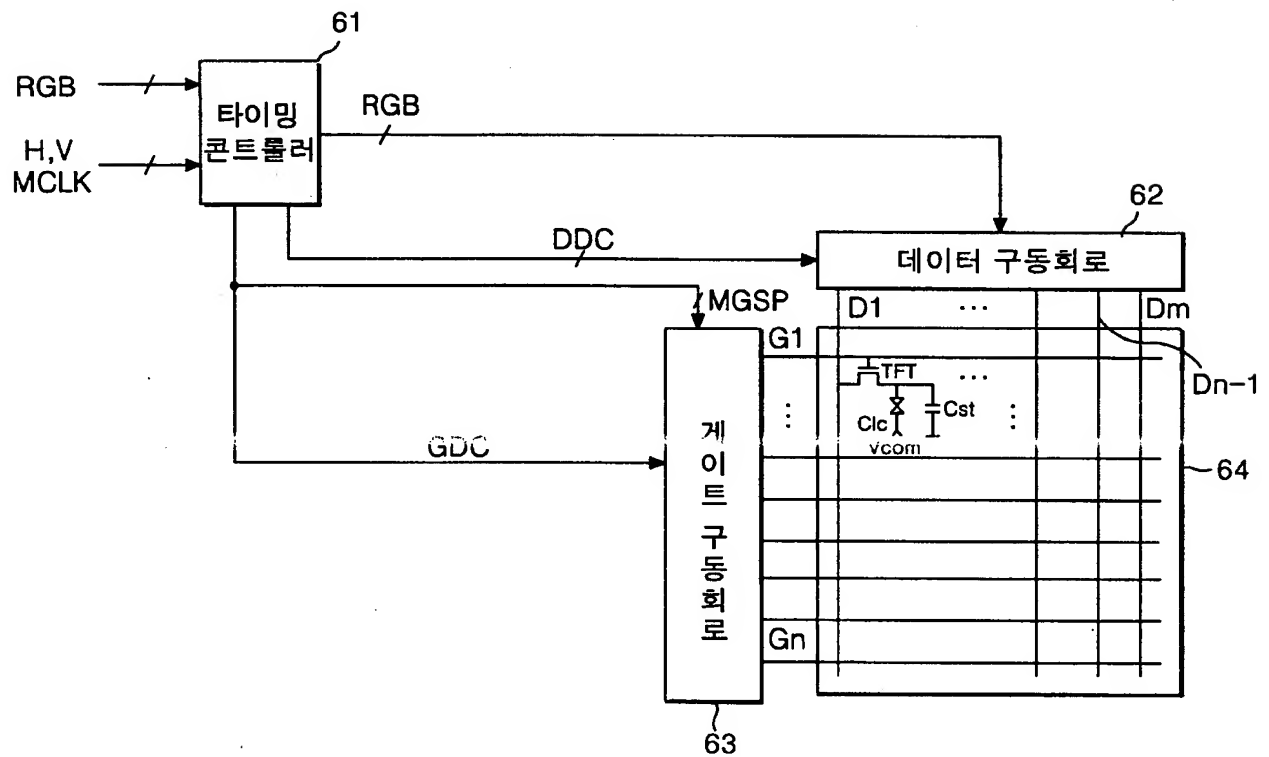 61
RGB
타이밍
콘트롤러
H,V
MCLK
RGB
62
DDC
데이터 구동회로
MGSP
D1
...
Dm
G1
TFT
...
Dn-1
Clc
Cst
Vcom
GDC
게이트 구동회로
64
Gn
63